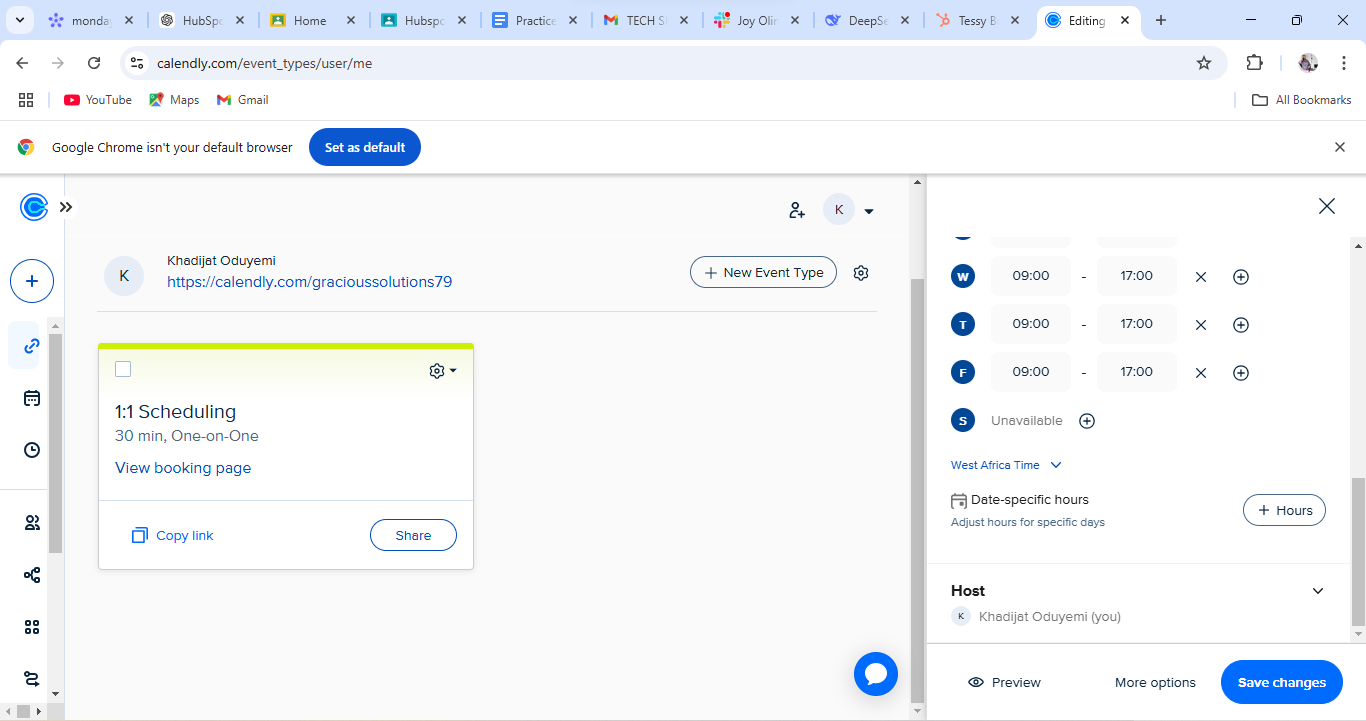 monday
HubSp
Home
Hubspo
Practice
TECH S
Joy Olir
DeepSe
Tessy B
Editing
calendly.com/event_types/user/me
YouTube
Maps
Gmail
All Bookmarks
Google Chrome isn't your default browser
Set as default
K
K
Khadijat Oduyemi
https://calendly.com/gracioussolutions79
+ New Event Type
1:1 Scheduling
30 min, One-on-One
View booking page
Copy link
Share
W 09:00 - 17:00
T 09:00 - 17:00
F 09:00 - 17:00
S Unavailable
West Africa Time
Date-specific hours
Adjust hours for specific days
+ Hours
Host
K Khadijat Oduyemi (you)
Preview
More options
Save changes